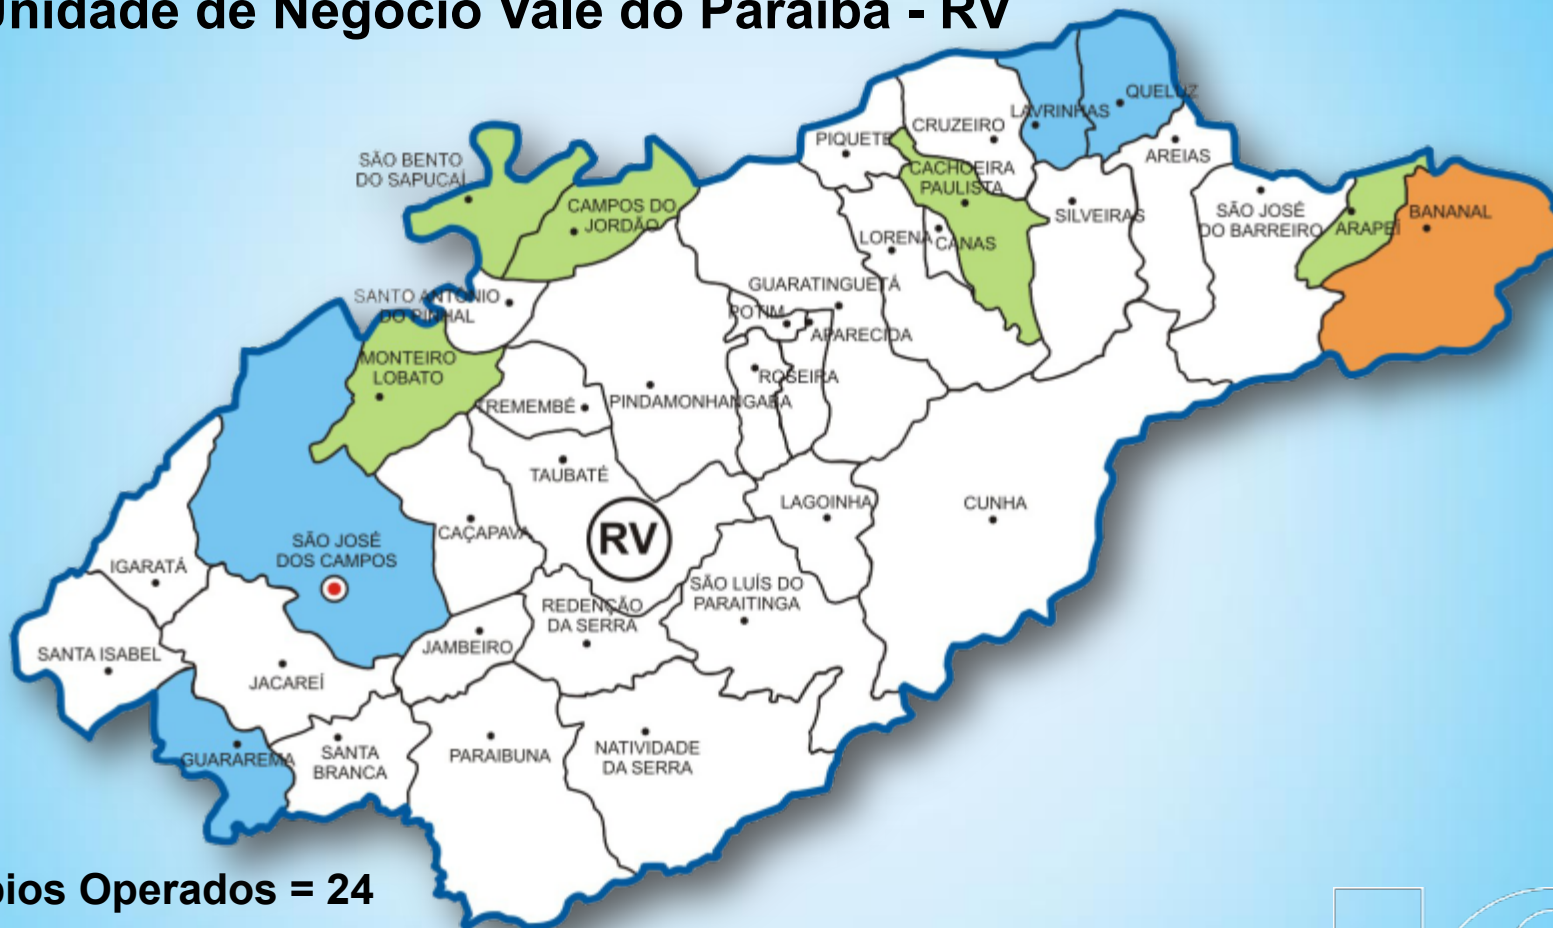 Unidade de Negócio Vale do Paraíba - RV
QUELUZ
LAVRINHAS
CRUZEIRO
PIQUETE
AREIAS
SÃO BENTO
DO SAPUCAÍ
CACHOEIRA
PAULISTA
CAMPOS DO
JORDÃO
SILVEIRAS
SÃO JOSÉ
DO BARREIRO
ARAPEÍ
BANANAL
LORENA
CANAS
GUARATINGUETÁ
SANTO ANTÔNIO
DO PINHAL
POTIM
APARECIDA
MONTEIRO
LOBATO
ROSEIRA
TREMEMBÉ
PINDAMONHANGABA
TAUBATÉ
LAGOINHA
CUNHA
CAÇAPAVA
RV
SÃO JOSÉ
DOS CAMPOS
IGARATÁ
SÃO LUÍS DO
PARAITINGA
REDENÇÃO
DA SERRA
JAMBEIRO
SANTA ISABEL
JACAREÍ
GUARAREMA
SANTA
BRANCA
PARAIBUNA
NATIVIDADE
DA SERRA
pios Operados = 24